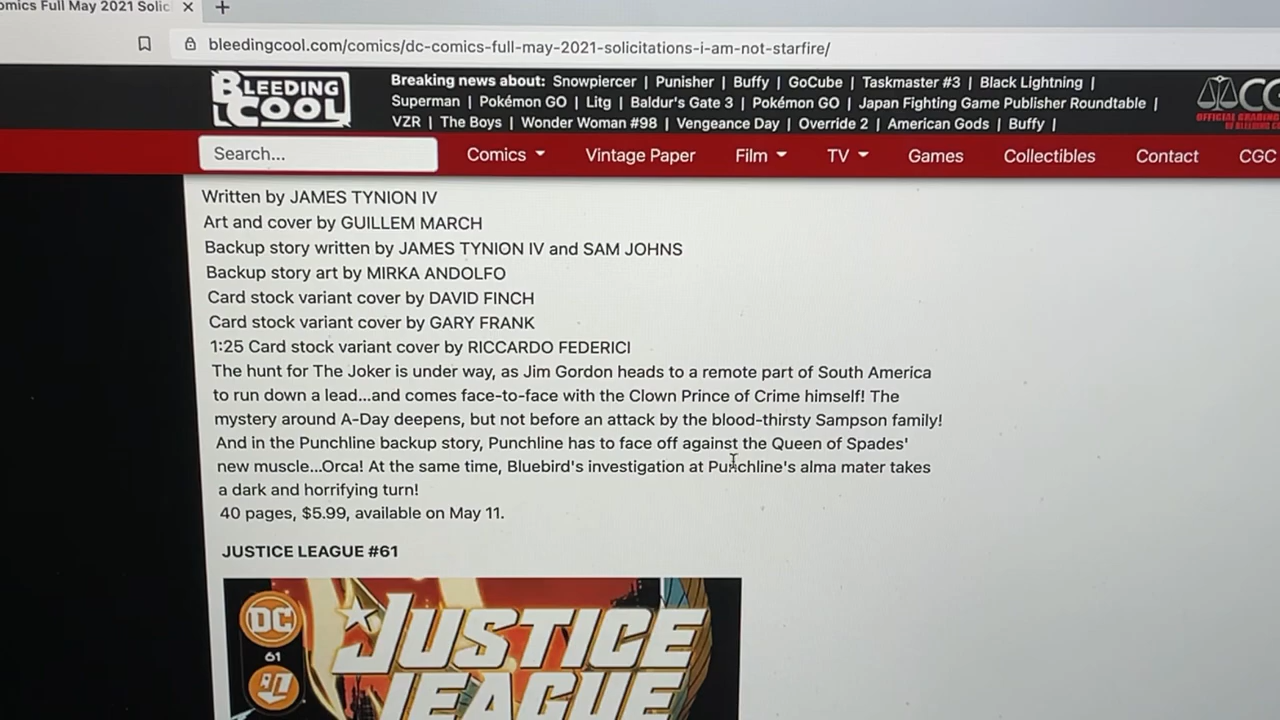 omics Full May 2021 Solic
bleedingcool.com/comics/dc-comics-full-may-2021-solicitations-i-am-not-starfire/
BLEEDING COOL
Breaking news about: Snowpiercer | Punisher | Buffy | GoCube | Taskmaster #3 | Black Lightning |
Superman | Pokémon GO | Litg | Baldur's Gate 3 | Pokémon GO | Japan Fighting Game Publisher Roundtable |
VZR | The Boys | Wonder Woman #98 | Vengeance Day | Override 2 | American Gods | Buffy |
CG
OFFICIAL GRADING
Search...
Comics
Vintage Paper
Film
TV
Games
Collectibles
Contact
CGC
Written by JAMES TYNION IV
Art and cover by GUILLEM MARCH
Backup story written by JAMES TYNION IV and SAM JOHNS
Backup story art by MIRKA ANDOLFO
Card stock variant cover by DAVID FINCH
Card stock variant cover by GARY FRANK
1:25 Card stock variant cover by RICCARDO FEDERICI
The hunt for The Joker is under way, as Jim Gordon heads to a remote part of South America
to run down a lead...and comes face-to-face with the Clown Prince of Crime himself! The
mystery around A-Day deepens, but not before an attack by the blood-thirsty Sampson family!
And in the Punchline backup story, Punchline has to face off against the Queen of Spades'
new muscle...Orca! At the same time, Bluebird's investigation at Punchline's alma mater takes
a dark and horrifying turn!
40 pages, $5.99, available on May 11.
JUSTICE LEAGUE #61
DC
61
JUSTICE
LEAGUE